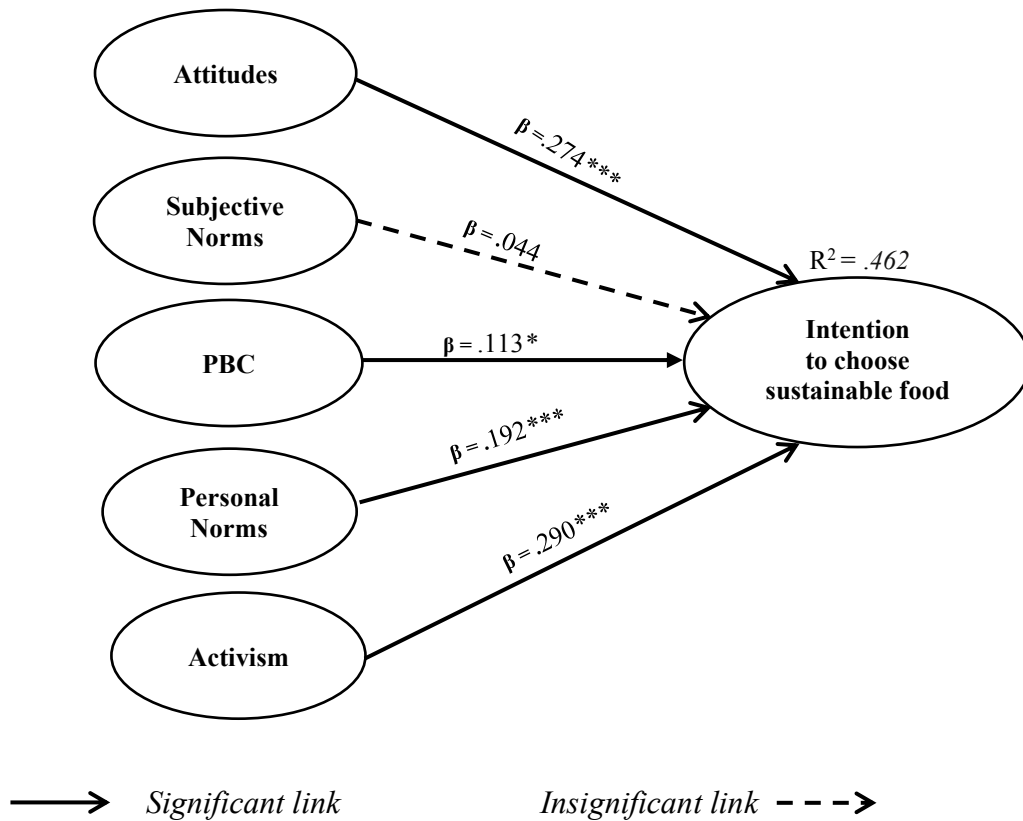 Attitudes
β =.274***
Subjective
Norms
β = .044
R² = .462
Intention
to choose
sustainable food
PBC
β = .113*
β = .192***
Personal
Norms
β = .290***
Activism
Significant link
Insignificant link